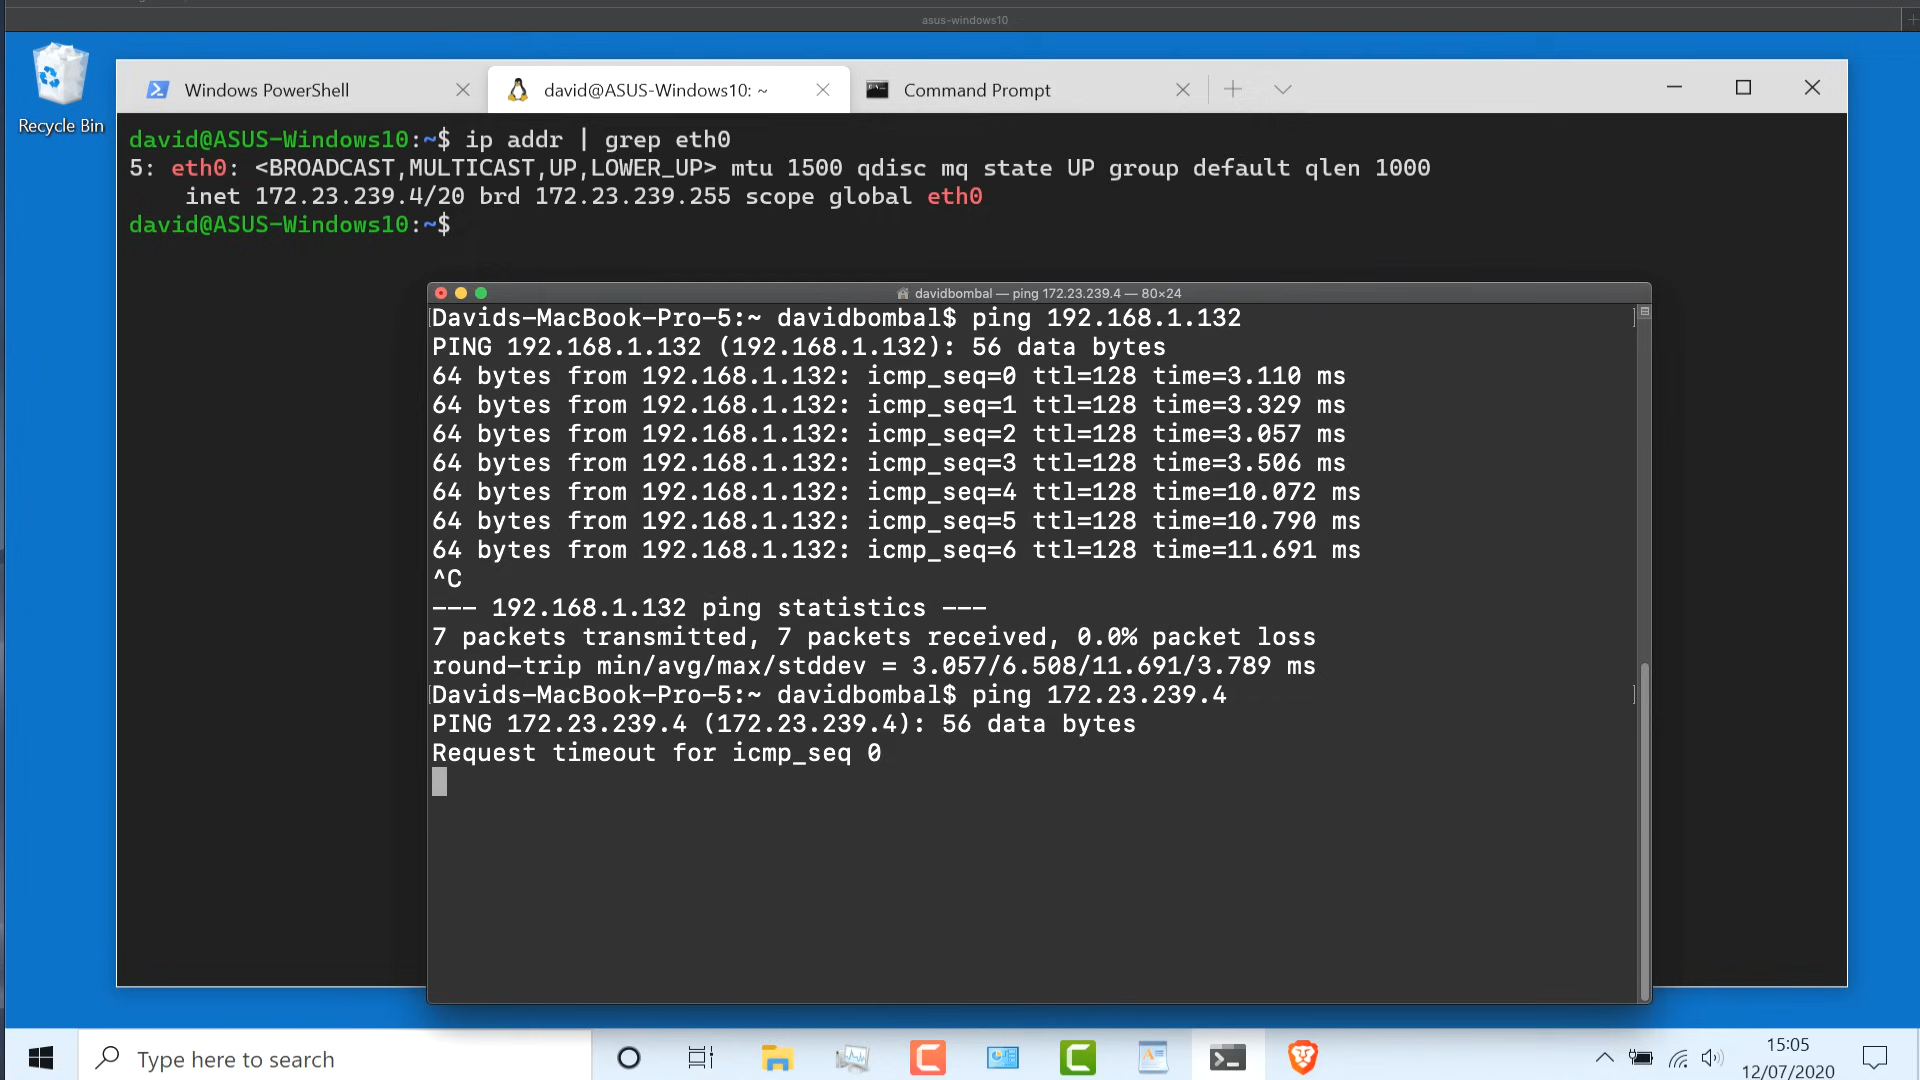 asus-windows10
Recycle Bin
Windows PowerShell
david@ASUS-Windows10: ~
Command Prompt
david@ASUS-Windows10:~$ ip addr | grep eth0
5: eth0: <BROADCAST,MULTICAST,UP,LOWER_UP> mtu 1500 qdisc mq state UP group default qlen 1000
inet 172.23.239.4/20 brd 172.23.239.255 scope global eth0
david@ASUS-Windows10:~$
davidbombal — ping 172.23.239.4 — 80×24
Davids-MacBook-Pro-5:~ davidbombal$ ping 192.168.1.132
PING 192.168.1.132 (192.168.1.132): 56 data bytes
64 bytes from 192.168.1.132: icmp_seq=0 ttl=128 time=3.110 ms
64 bytes from 192.168.1.132: icmp_seq=1 ttl=128 time=3.329 ms
64 bytes from 192.168.1.132: icmp_seq=2 ttl=128 time=3.057 ms
64 bytes from 192.168.1.132: icmp_seq=3 ttl=128 time=3.506 ms
64 bytes from 192.168.1.132: icmp_seq=4 ttl=128 time=10.072 ms
64 bytes from 192.168.1.132: icmp_seq=5 ttl=128 time=10.790 ms
64 bytes from 192.168.1.132: icmp_seq=6 ttl=128 time=11.691 ms
^C
--- 192.168.1.132 ping statistics ---
7 packets transmitted, 7 packets received, 0.0% packet loss
round-trip min/avg/max/stddev = 3.057/6.508/11.691/3.789 ms
Davids-MacBook-Pro-5:~ davidbombal$ ping 172.23.239.4
PING 172.23.239.4 (172.23.239.4): 56 data bytes
Request timeout for icmp_seq 0
Type here to search
15:05
12/07/2020